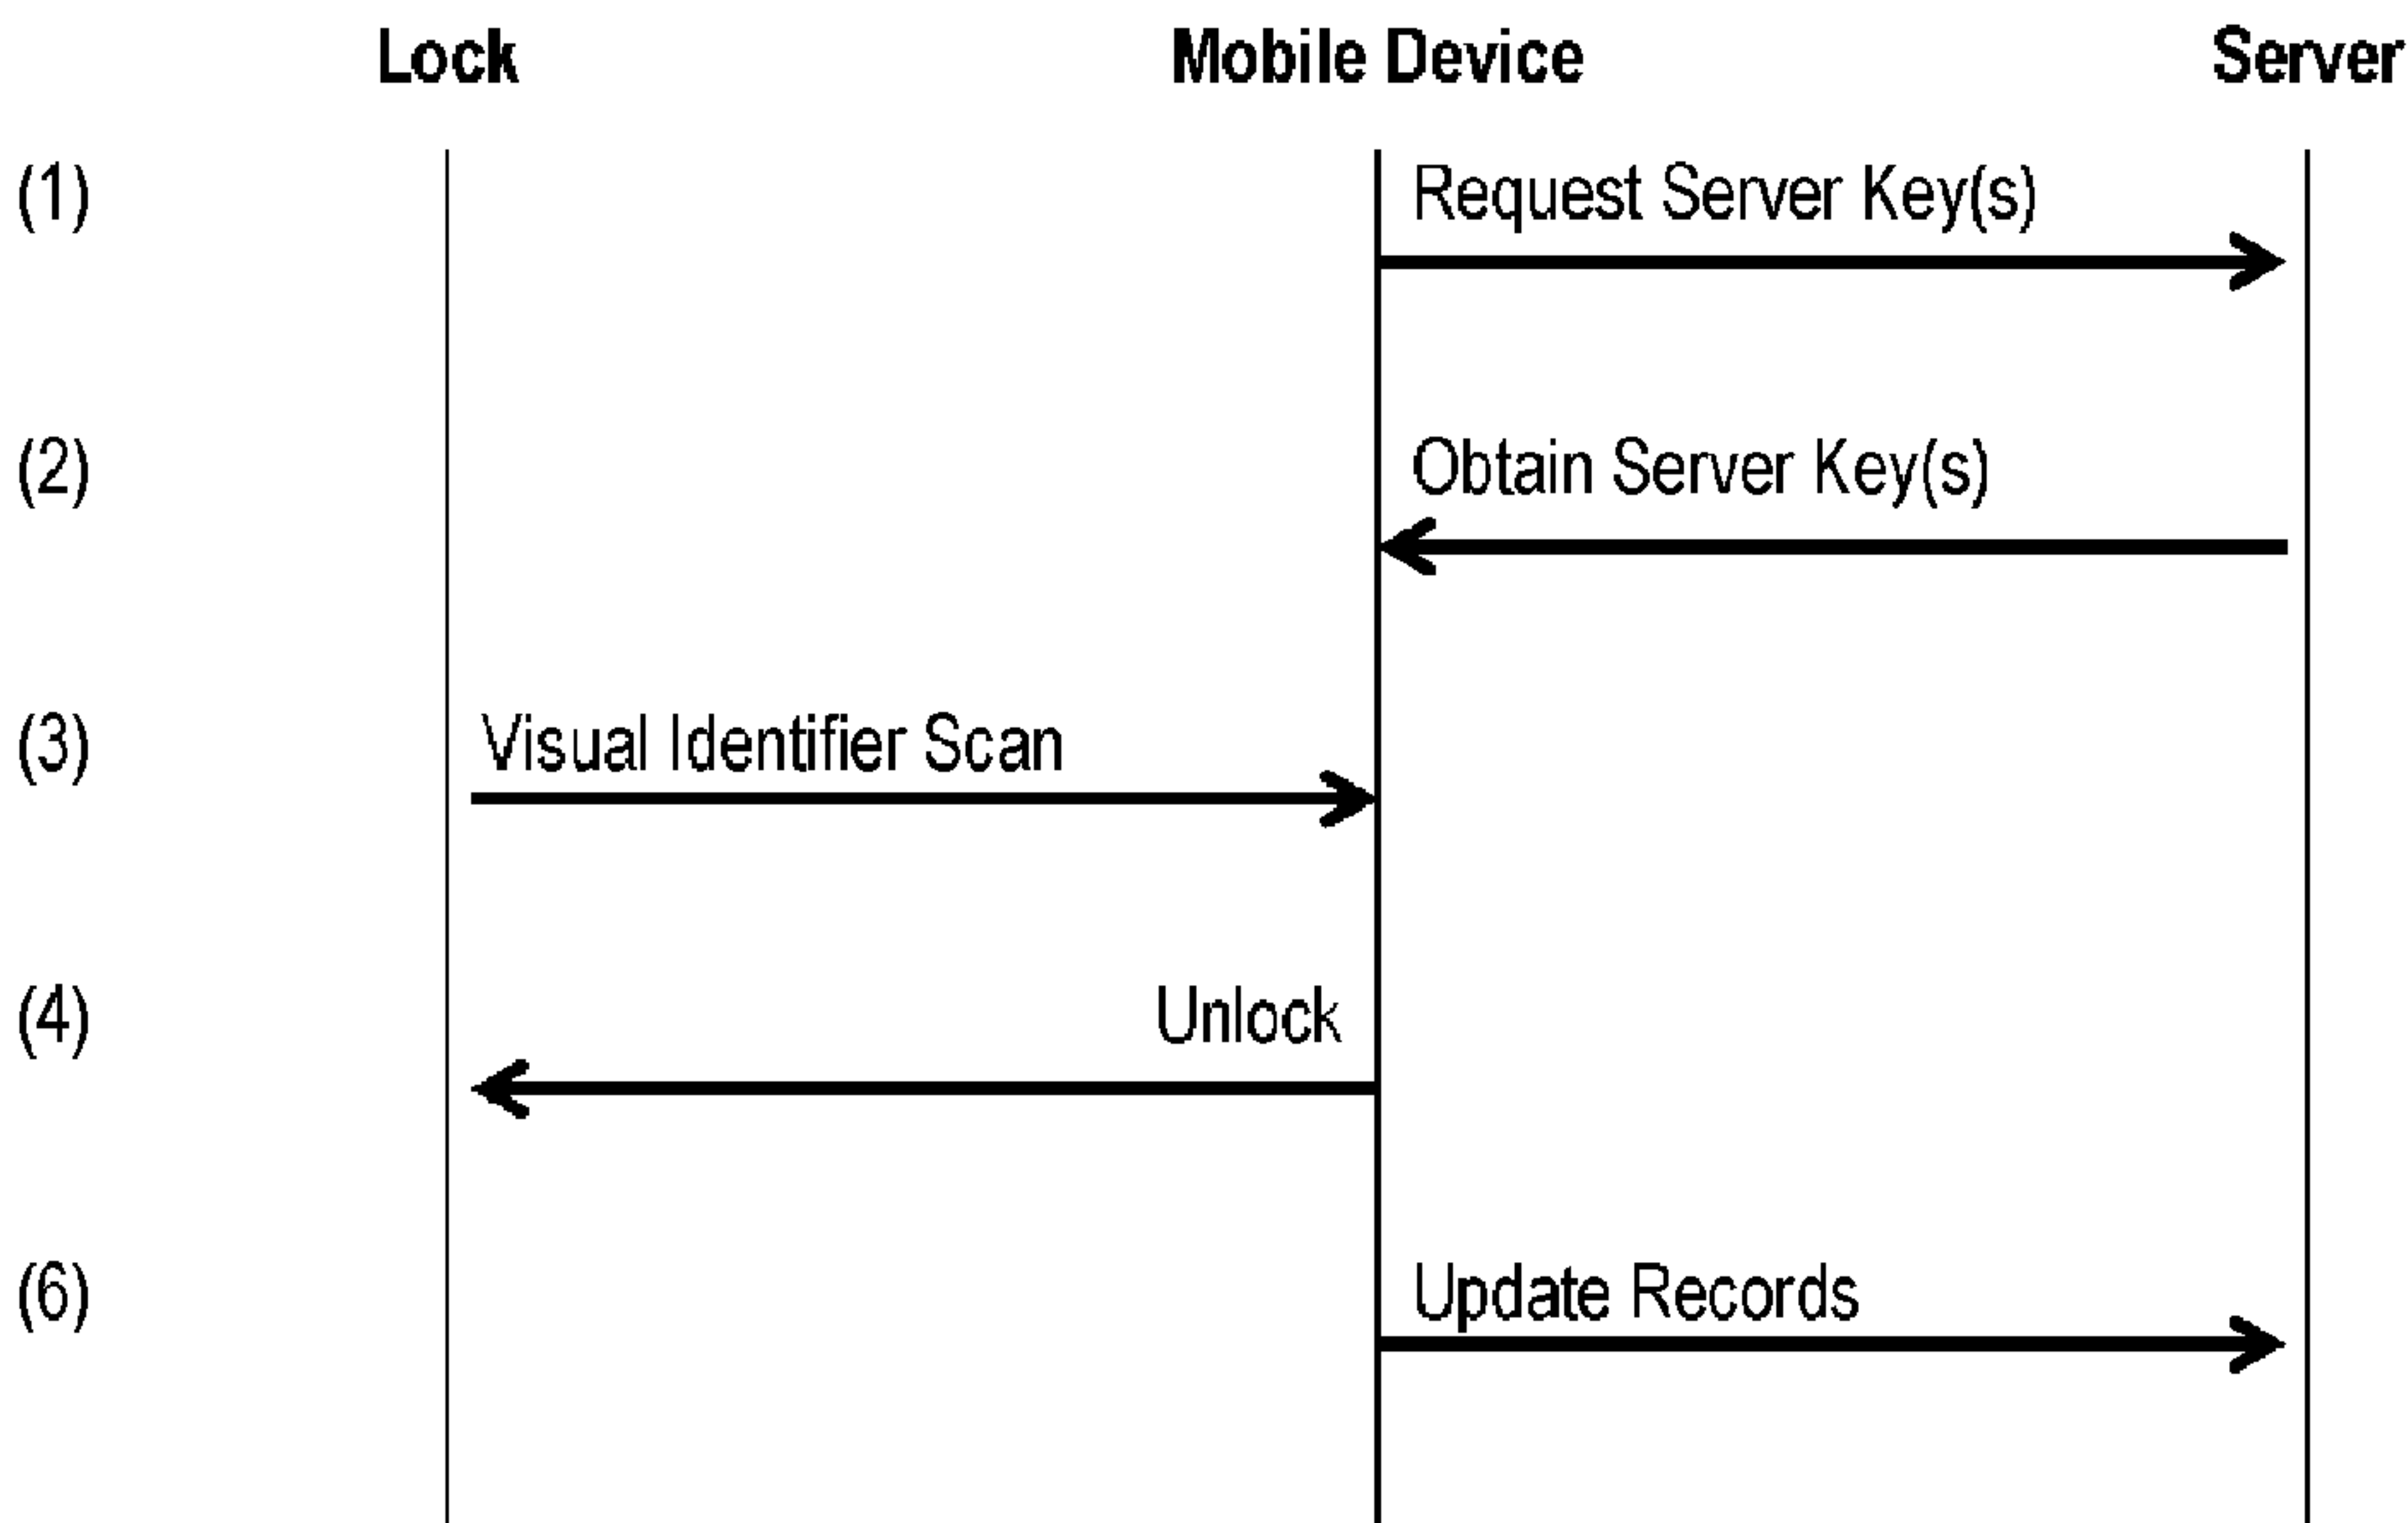 Lock Mobile Device Server
(1) Request Server Key(s)
(2) Obtain Server Key(s)
(3) Visual Identifier Scan
(4) Unlock
(6) Update Records